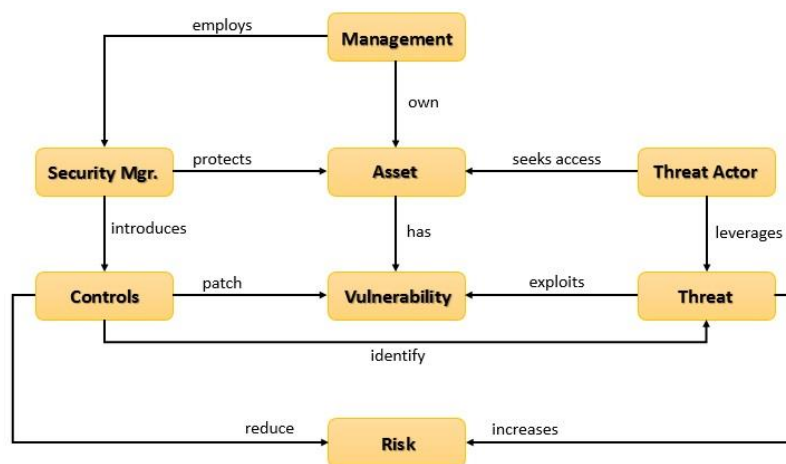 employs
Management
own
Security Mgr.
protects
Asset
seeks access
Threat Actor
introduces
has
leverages
Controls
patch
Vulnerability
exploits
Threat
identify
reduce
Risk
increases